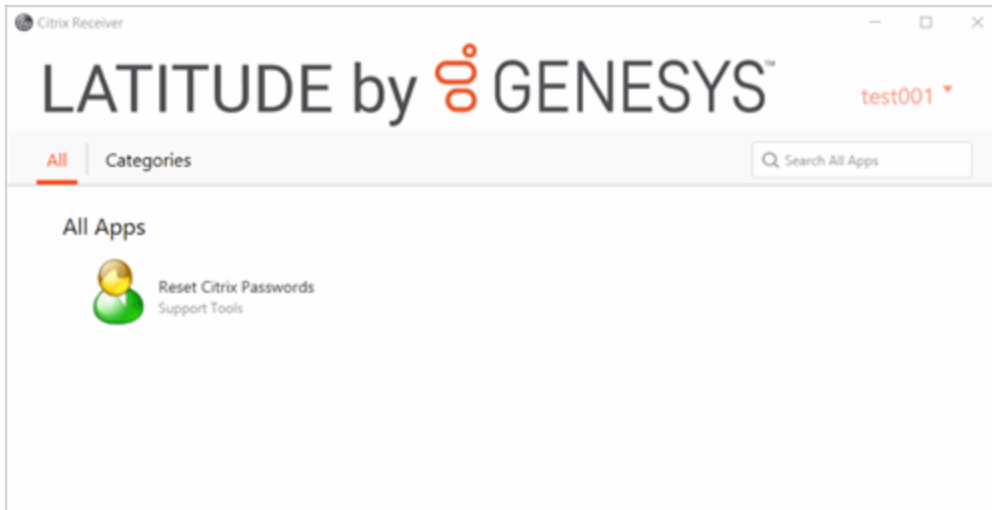 Citrix Receiver
LATITUDE by GENESYS™
test001
All
Categories
Search All Apps
All Apps
Reset Citrix Passwords
Support Tools